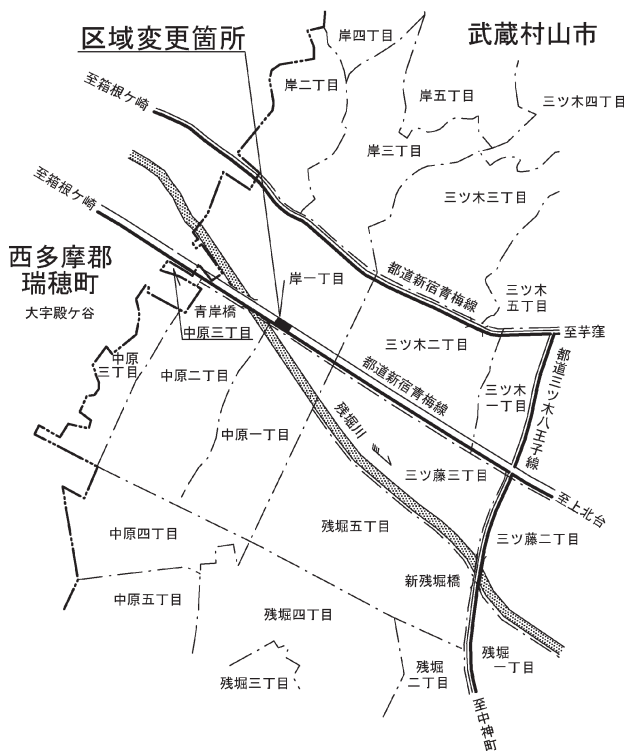 区域変更箇所
武蔵村山市
岸四丁目
岸二丁目
岸五丁目
三ツ木四丁目
至箱根ケ崎
岸三丁目
三ツ木三丁目
至箱根ケ崎
西多摩郡
瑞穂町
大字殿ケ谷
岸一丁目
都道新宿青梅線
三ツ木
五丁目
至芋窪
青岸橋
中原三丁目
三ツ木二丁目
中原
三丁目
中原二丁目
都道新宿青梅線
三ツ木
一丁目
都道三ツ木八王子線
中原一丁目
残堀川
三ツ藤三丁目
至上北台
中原四丁目
残堀五丁目
三ツ藤二丁目
新残堀橋
中原五丁目
残堀四丁目
残堀
一丁目
残堀三丁目
残堀
二丁目
至中神町